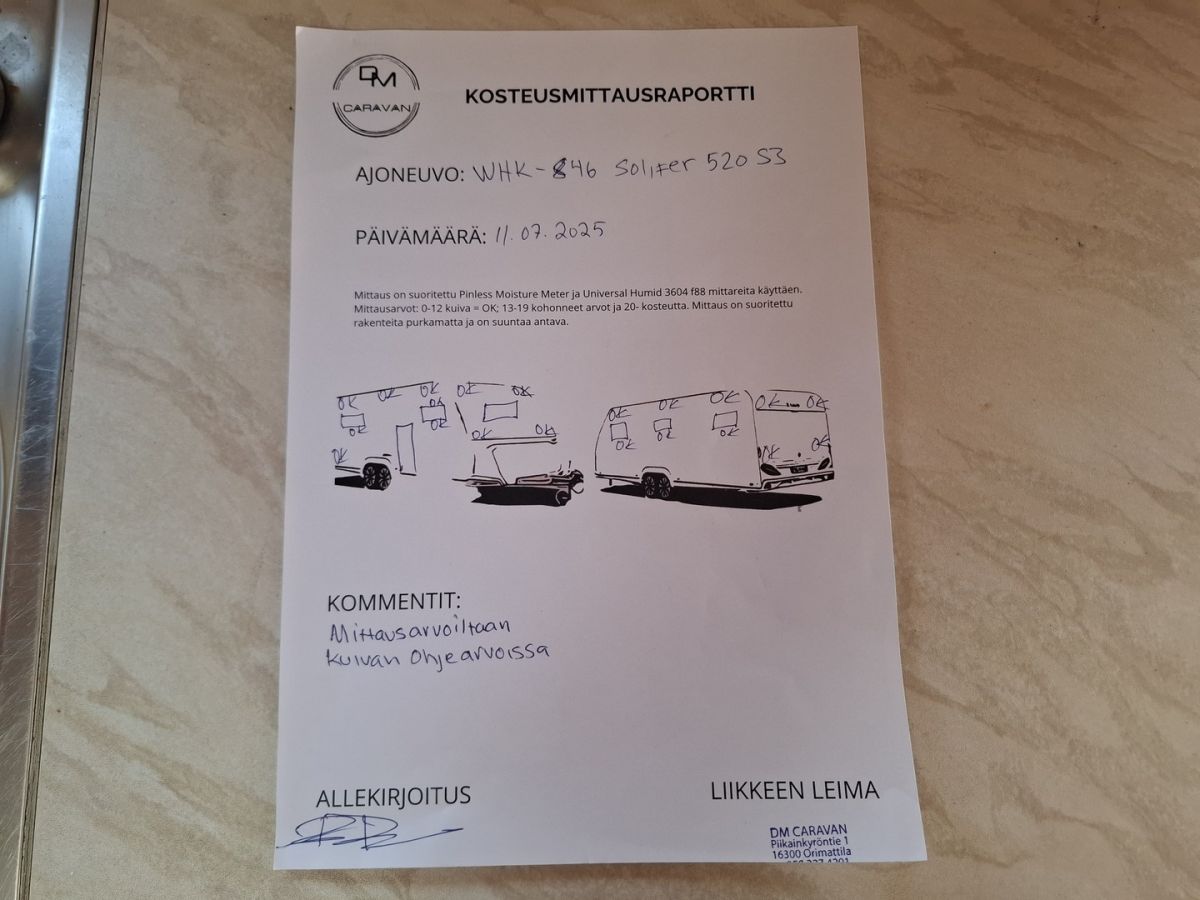 DM
CARAVAN
KOSTEUSMITTAUSRAPORTTI
AJONEUVO: WHK-846 Solifer 520 S3
PÄIVÄMÄÄRÄ: 11.07.2025
Mittaus on suoritettu Pinless Moisture Meter ja Universal Humid 3604 f88 mittareita käyttäen.
Mittausarvot: 0-12 kuiva = OK; 13-19 kohonneet arvot ja 20- kosteutta. Mittaus on suoritettu
rakenteita purkamatta ja on suuntaa antava.
OK OK OK OK OK OK OK OK OK OK OK
OK OK OK
OK OK OK OK OK
OK OK OK
KOMMENTIT:
Mittausarvoiltaan
Kuivan Ohjearvoissa
ALLEKIRJOITUS
LIIKKEEN LEIMA
DM CARAVAN
Piikainkyröntie 1
16300 Orimattila